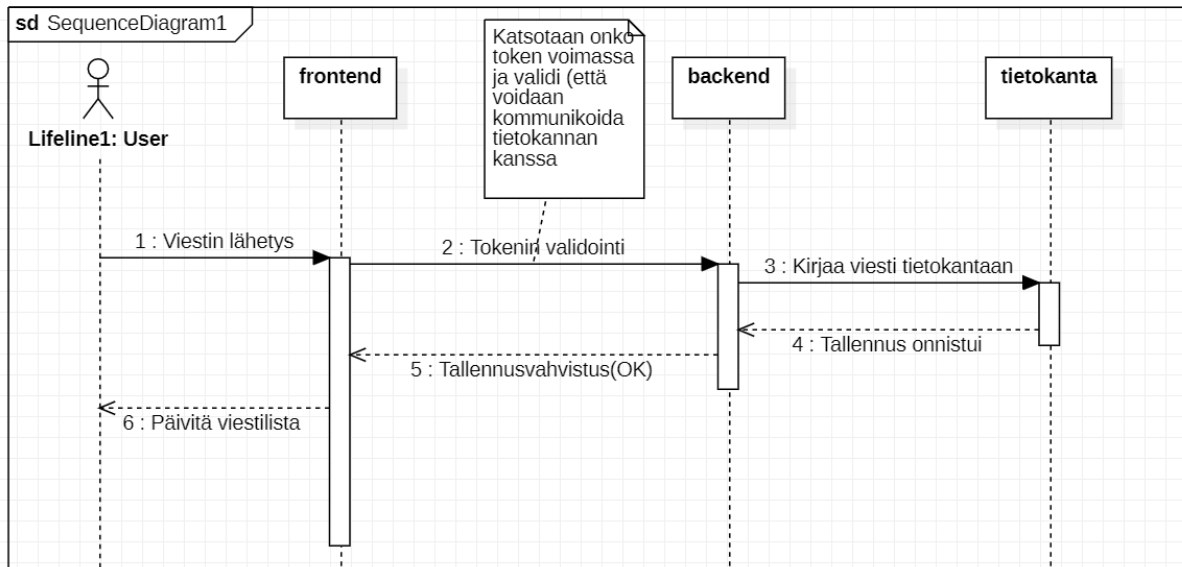 sd SequenceDiagram1
Katsotaan onko
token voimassa
ja validi (että
voidaan
kommunikoida
tietokannan
kanssa
frontend
backend
tietokanta
Lifeline1: User
1 : Viestin lähetys
2 : Tokenin validointi
3 : Kirjaa viesti tietokantaan
4 : Tallennus onnistui
5 : Tallennusvahvistus(OK)
6 : Päivitä viestilista